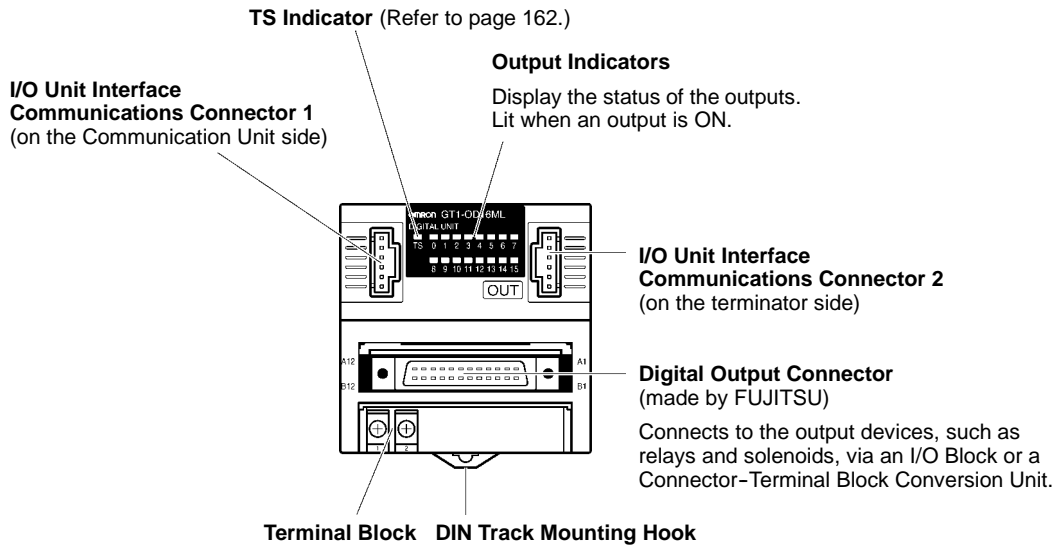 TS Indicator (Refer to page 162.)
Output Indicators
Display the status of the outputs.
Lit when an output is ON.
I/O Unit Interface
Communications Connector 1
(on the Communication Unit side)
OMRON GT1-OD16ML
DIGITAL UNIT
TS 0 1 2 3 4 5 6 7
8 9 10 11 12 13 14 15
OUT
I/O Unit Interface
Communications Connector 2
(on the terminator side)
A12
A1
B12
B1
Digital Output Connector
(made by FUJITSU)
Connects to the output devices, such as
relays and solenoids, via an I/O Block or a
Connector-Terminal Block Conversion Unit.
1 2
Terminal Block
DIN Track Mounting Hook